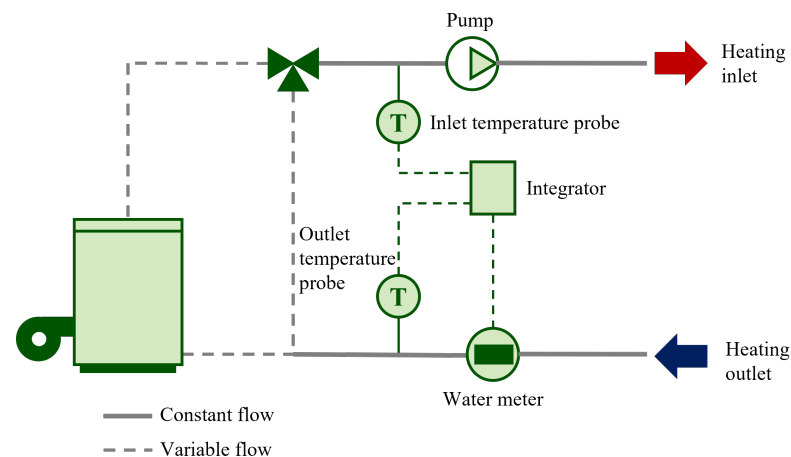 Pump
Heating
inlet
T
Inlet temperature probe
Integrator
Outlet
temperature
probe
T
Heating
outlet
Water meter
Constant flow
Variable flow